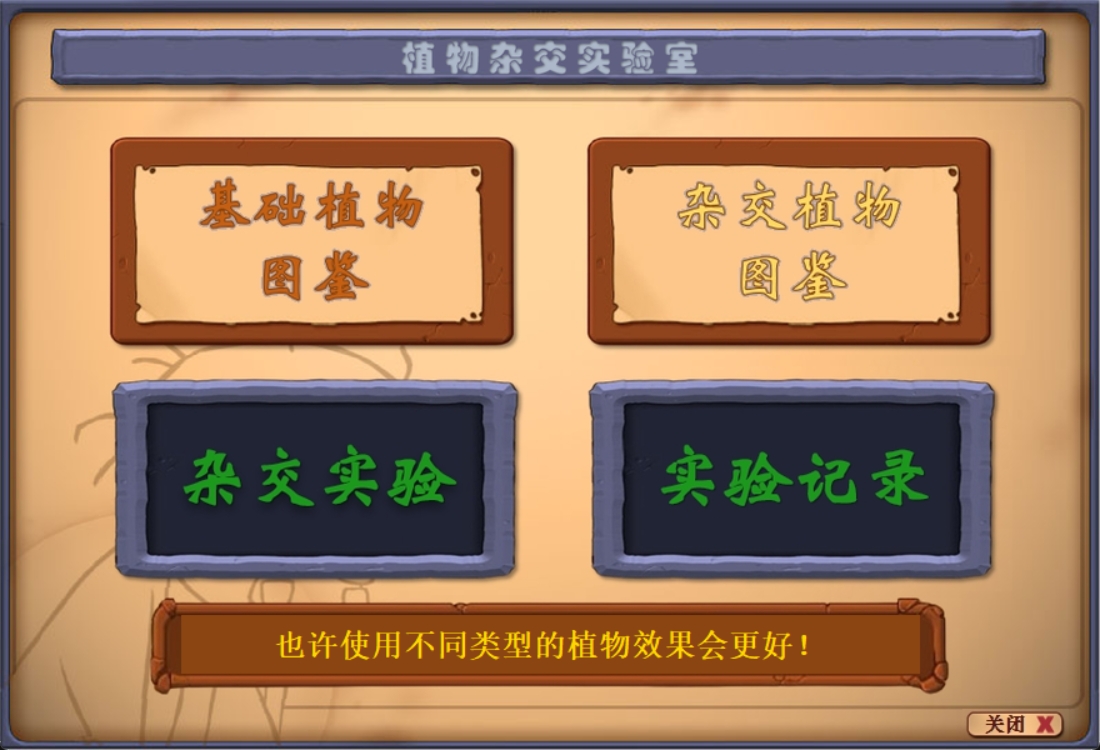 植物杂交实验室
基础植物
图鉴
杂交植物
图鉴
杂交实验
实验记录
也许使用不同类型的植物效果会更好！
关闭 X